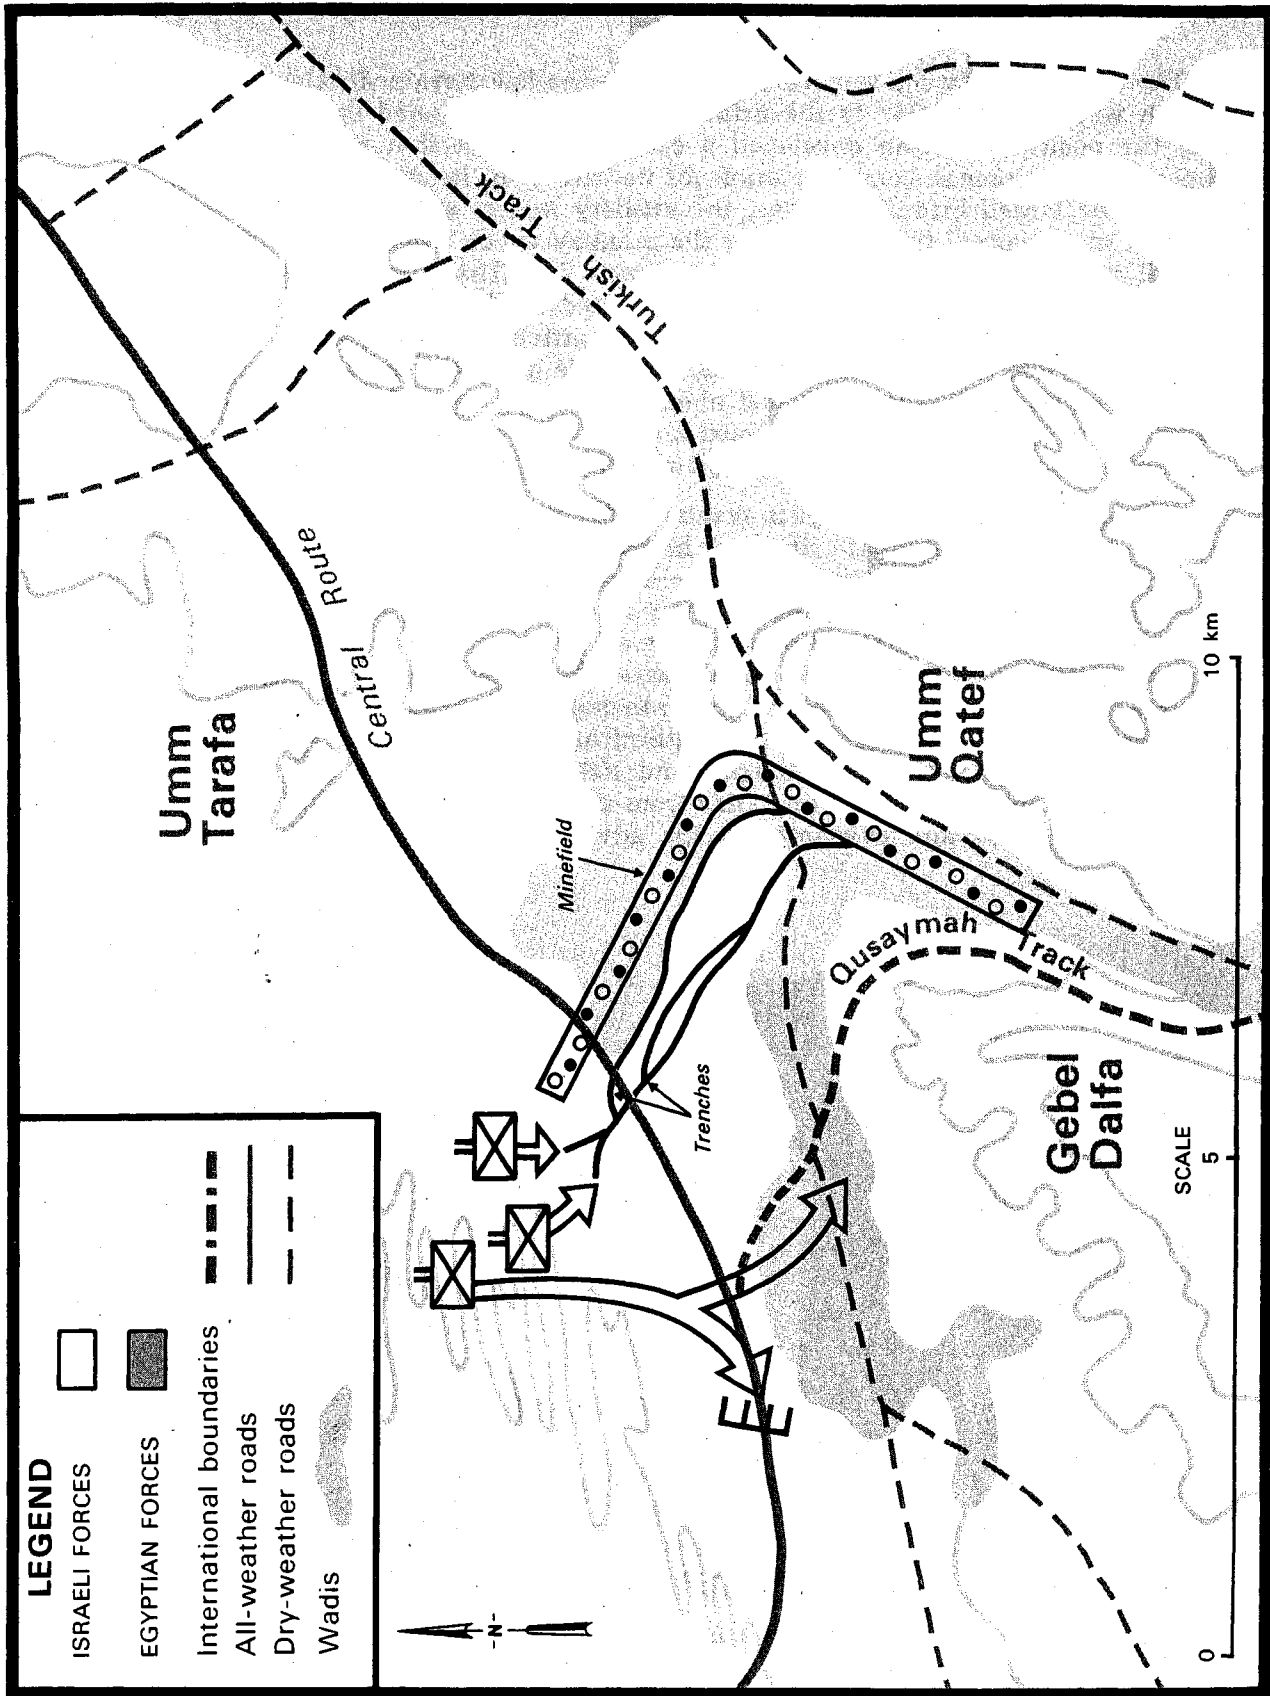 LEGEND
ISRAELI FORCES
EGYPTIAN FORCES
International boundaries
All-weather roads
Dry-weather roads
Wadis
-N-
Umm
Tarafa
Central Route
Turkish Track
Minefield
Trenches
Umm
Qatef
Qusaymah Track
Gebel
Dalfa
SCALE
0 5 10 km